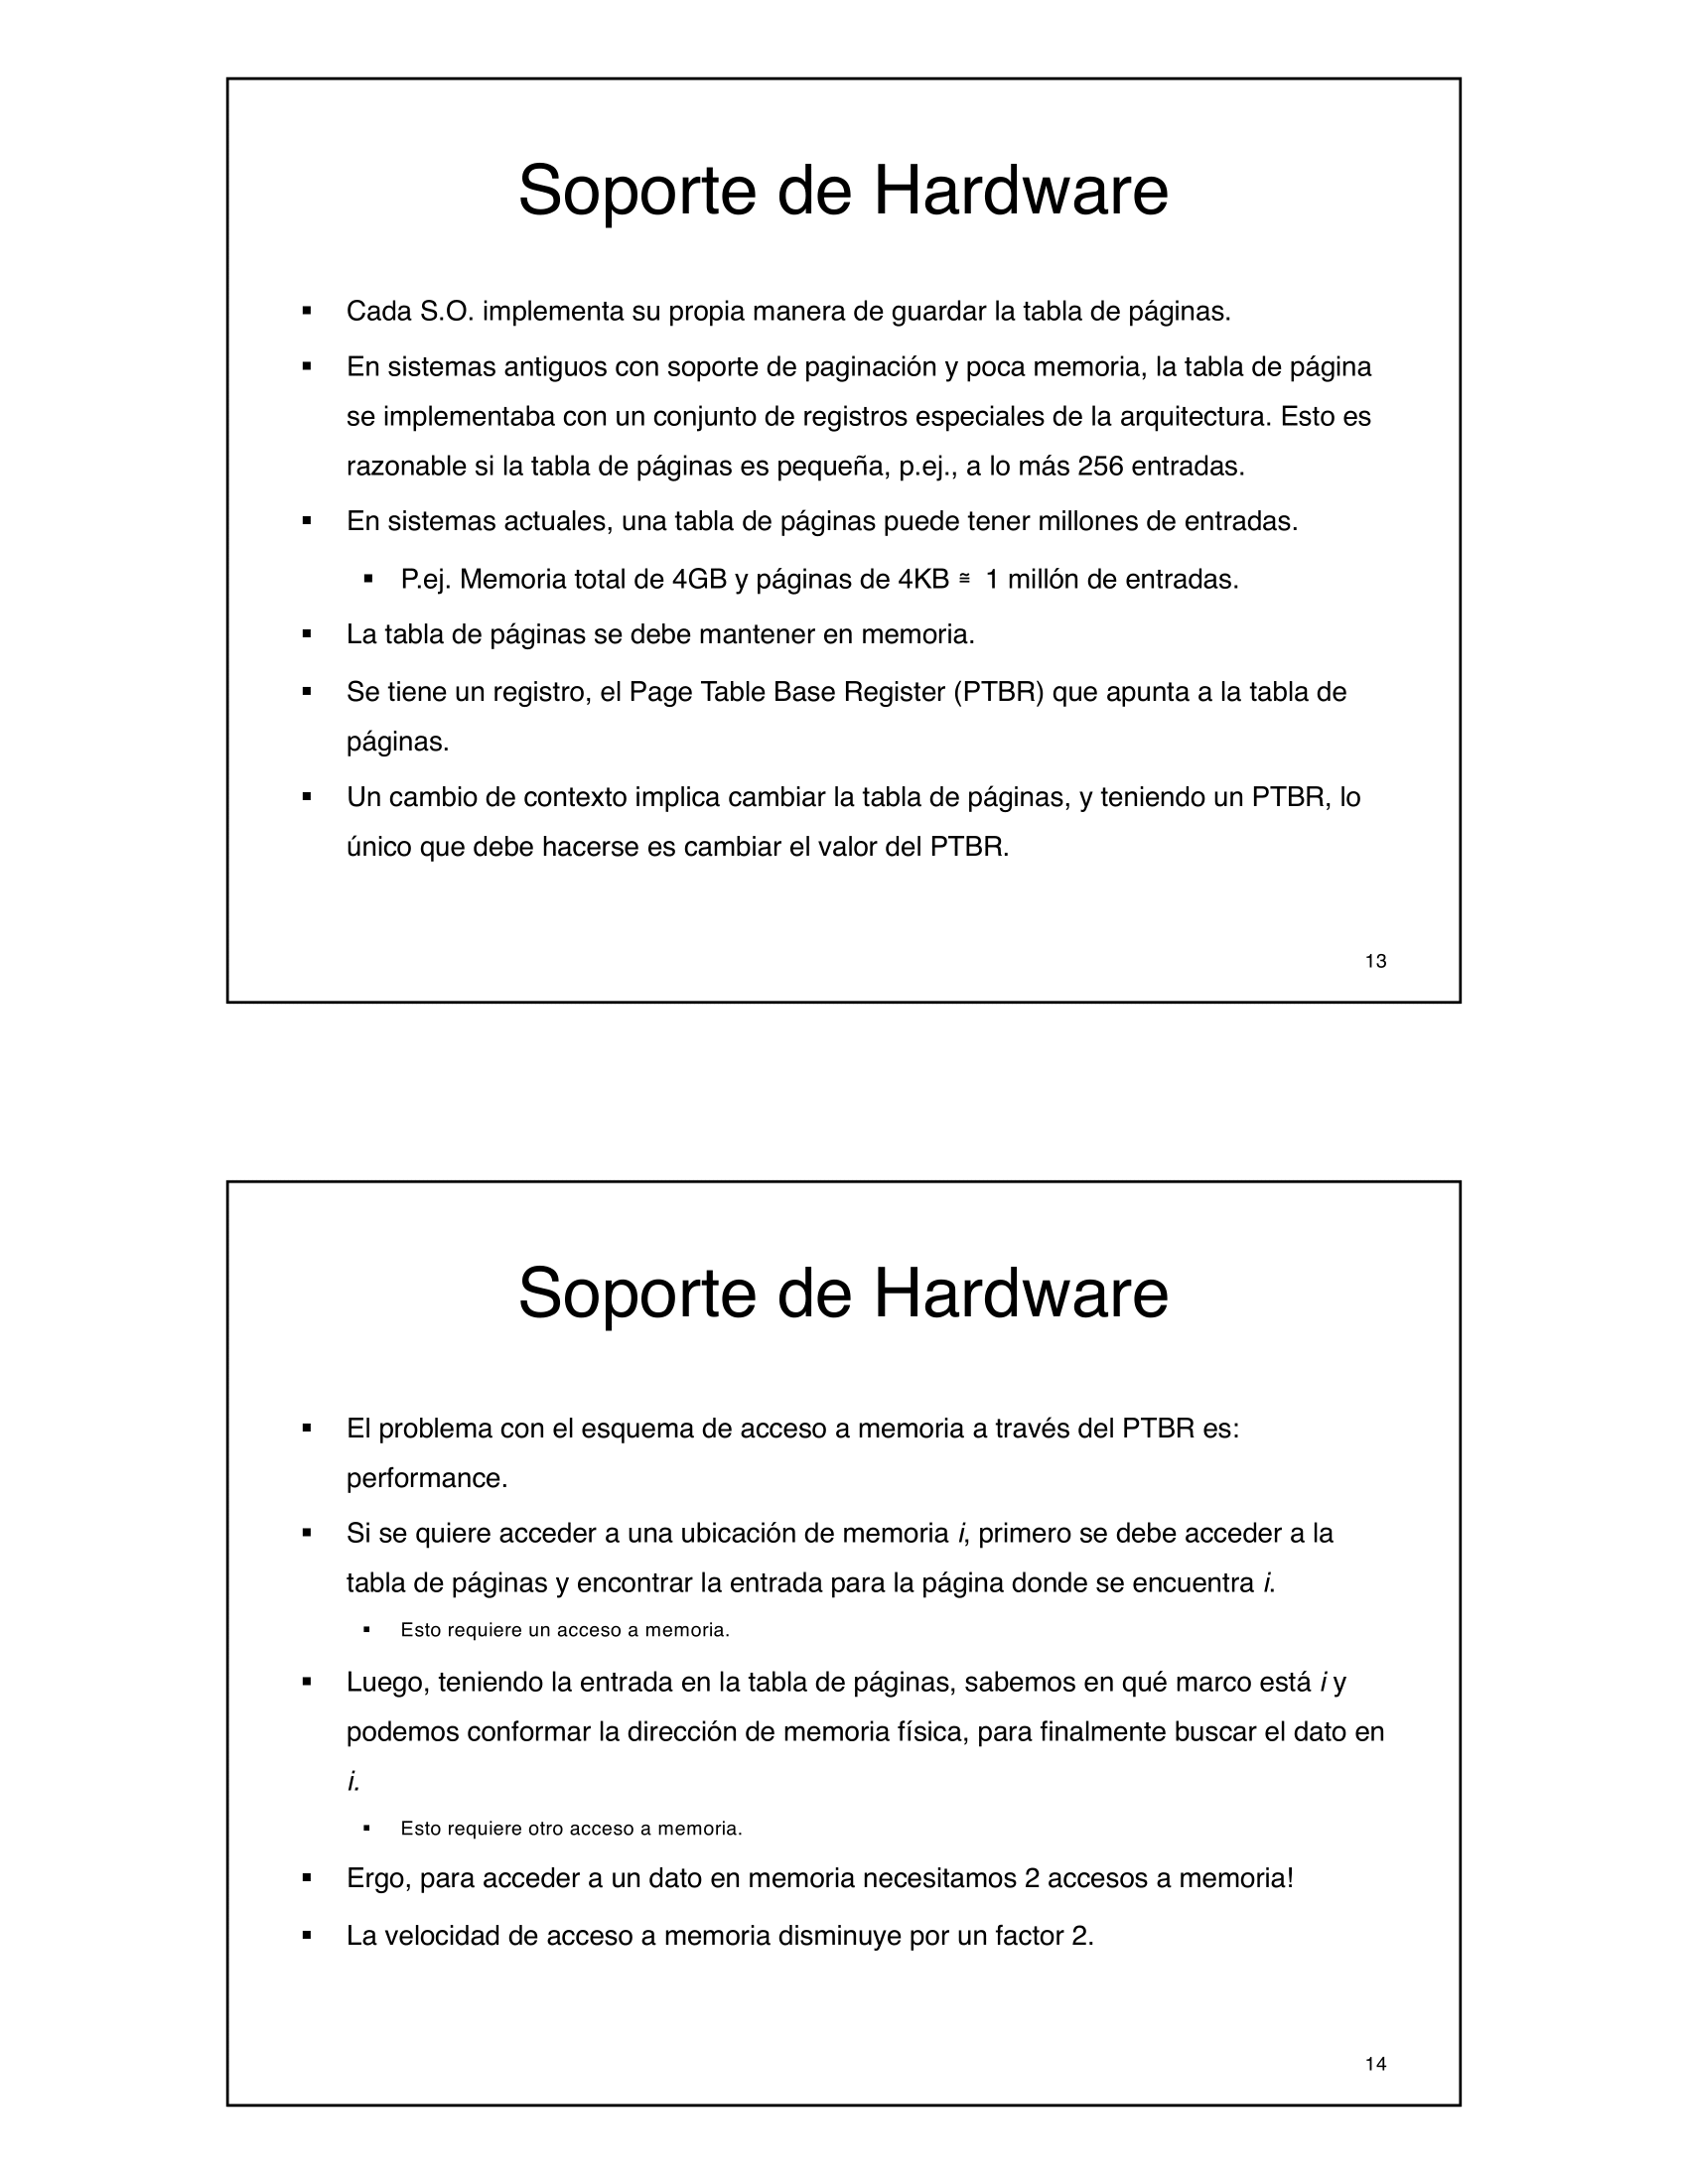 Soporte de Hardware
▪ Cada S.O. implementa su propia manera de guardar la tabla de páginas.
▪ En sistemas antiguos con soporte de paginación y poca memoria, la tabla de página
se implementaba con un conjunto de registros especiales de la arquitectura. Esto es
razonable si la tabla de páginas es pequeña, p.ej., a lo más 256 entradas.
▪ En sistemas actuales, una tabla de páginas puede tener millones de entradas.
▪ P.ej. Memoria total de 4GB y páginas de 4KB ≅ 1 millón de entradas.
▪ La tabla de páginas se debe mantener en memoria.
▪ Se tiene un registro, el Page Table Base Register (PTBR) que apunta a la tabla de
páginas.
▪ Un cambio de contexto implica cambiar la tabla de páginas, y teniendo un PTBR, lo
único que debe hacerse es cambiar el valor del PTBR.
13
Soporte de Hardware
▪ El problema con el esquema de acceso a memoria a través del PTBR es:
performance.
▪ Si se quiere acceder a una ubicación de memoria i, primero se debe acceder a la
tabla de páginas y encontrar la entrada para la página donde se encuentra i.
▪ Esto requiere un acceso a memoria.
▪ Luego, teniendo la entrada en la tabla de páginas, sabemos en qué marco está i y
podemos conformar la dirección de memoria física, para finalmente buscar el dato en
i.
▪ Esto requiere otro acceso a memoria.
▪ Ergo, para acceder a un dato en memoria necesitamos 2 accesos a memoria!
▪ La velocidad de acceso a memoria disminuye por un factor 2.
14